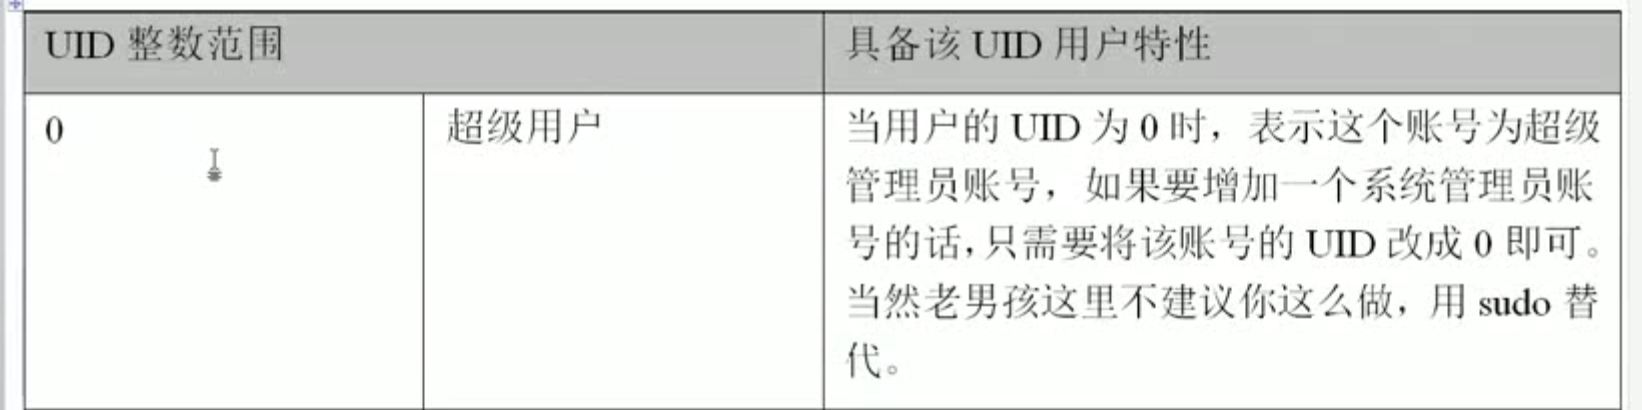 UID 整数范围
具备该 UID 用户特性
0
超级用户
当用户的 UID 为 0 时，表示这个账号为超级
管理员账号，如果要增加一个系统管理员账
号的话，只需要将该账号的 UID 改成 0 即可。
当然老男孩这里不建议你这么做，用 sudo 替
代。